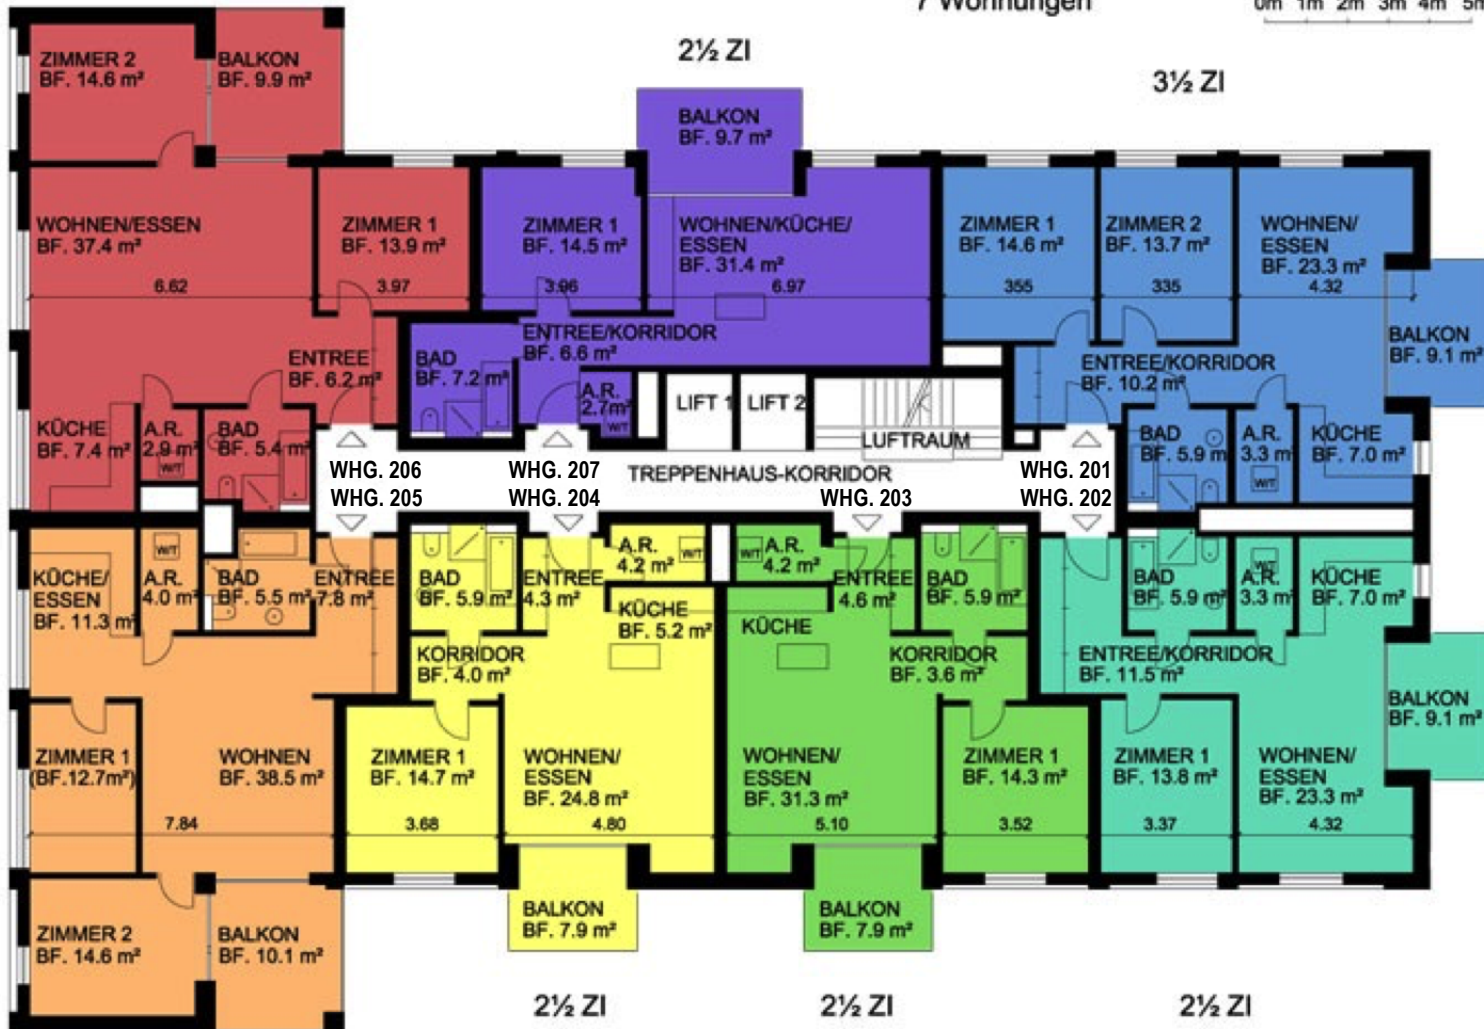 7 Wohnungen
0m 1m 2m 3m 4m 5m
2½ ZI
3½ ZI
ZIMMER 2
BF. 14.6 m²
BALKON
BF. 9.9 m²
BALKON
BF. 9.7 m²
WOHNEN/ESSEN
BF. 37.4 m²
6.62
ZIMMER 1
BF. 13.9 m²
3.97
ZIMMER 1
BF. 14.5 m²
3.96
WOHNEN/KÜCHE/
ESSEN
BF. 31.4 m²
6.97
ZIMMER 1
BF. 14.6 m²
355
ZIMMER 2
BF. 13.7 m²
335
WOHNEN/
ESSEN
BF. 23.3 m²
4.32
BALKON
BF. 9.1 m²
ENTREE
BF. 6.2 m²
BAD
BF. 7.2 m²
ENTREE/KORRIDOR
BF. 6.6 m²
A.R.
2.7m²
W/T
LIFT 1
LIFT 2
LUFTRAUM
ENTREE/KORRIDOR
BF. 10.2 m²
KÜCHE
BF. 7.4 m²
A.R.
2.9 m²
W/T
BAD
BF. 5.4 m²
BAD
BF. 5.9 m
A.R.
3.3 m²
W/T
KÜCHE
BF. 7.0 m²
WHG. 206
WHG. 205
WHG. 207
WHG. 204
TREPPENHAUS-KORRIDOR
WHG. 203
WHG. 201
WHG. 202
KÜCHE/
ESSEN
BF. 11.3 m²
W/T
A.R.
4.0 m²
BAD
BF. 5.5 m²
ENTREE
7.8 m²
BAD
BF. 5.9 m²
ENTREE
4.3 m²
A.R.
4.2 m²
W/T
KÜCHE
BF. 5.2 m²
W/T
A.R.
4.2 m²
KÜCHE
ENTREE
4.6 m²
BAD
BF. 5.9 m²
BAD
BF. 5.9 m²
W/T
A.R.
3.3 m²
KÜCHE
BF. 7.0 m²
KORRIDOR
BF. 4.0 m²
KORRIDOR
BF. 3.6 m²
ENTREE/KORRIDOR
BF. 11.5 m²
BALKON
BF. 9.1 m²
ZIMMER 1
(BF.12.7m²)
WOHNEN
BF. 38.5 m²
7.84
ZIMMER 1
BF. 14.7 m²
3.68
WOHNEN/
ESSEN
BF. 24.8 m²
4.80
WOHNEN/
ESSEN
BF. 31.3 m²
5.10
ZIMMER 1
BF. 14.3 m²
3.52
ZIMMER 1
BF. 13.8 m²
3.37
WOHNEN/
ESSEN
BF. 23.3 m²
4.32
ZIMMER 2
BF. 14.6 m²
BALKON
BF. 10.1 m²
BALKON
BF. 7.9 m²
BALKON
BF. 7.9 m²
2½ ZI
2½ ZI
2½ ZI